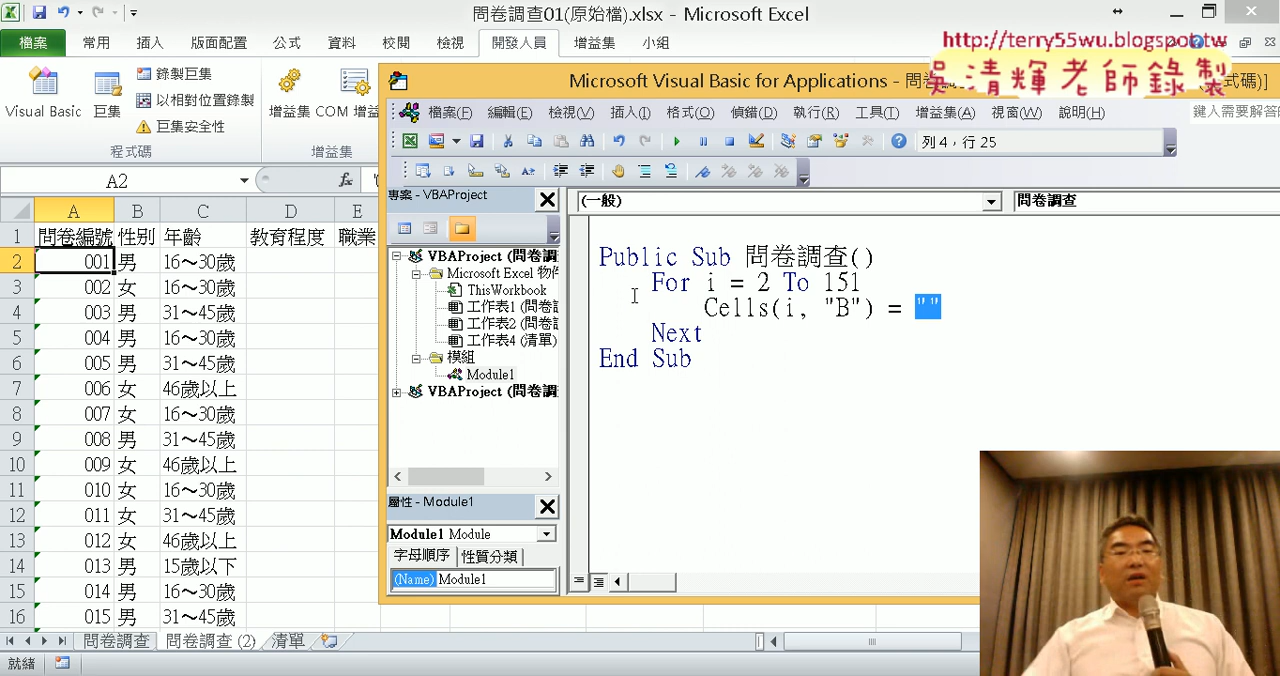 問卷調查01(原始檔).xlsx - Microsoft Excel
http://terry55wu.blogspot.tw
吳清輝老師錄製
檔案 常用 插入 版面配置 公式 資料 校閱 檢視 開發人員 增益集 小組
Visual Basic 巨集 錄製巨集 以相對位置錄製 巨集安全性 增益集 COM 增益
程式碼 增益集
Microsoft Visual Basic for Applications - 問
式碼)]
檔案(F) 編輯(E) 檢視(V) 插入(I) 格式(O) 偵錯(D) 執行(R) 工具(T) 增益集(A) 視窗(W) 說明(H) 鍵入需要解答
列 4，行 25
A2 fx
專案 - VBAProject
(一般) 問卷調查
VBAProject (問卷調
Microsoft Excel 物件
ThisWorkbook
工作表1 (問卷
工作表2 (問卷
工作表4 (清單)
模組
Module1
VBAProject (問卷調
屬性 - Module1
Module1 Module
字母順序 性質分類
(Name) Module1
Public Sub 問卷調查()
For i = 2 To 151
Cells(i, "B") = ""
Next
End Sub
A B C D E
1 問卷編號 性別 年齡 教育程度 職業
2 001 男 16～30歲
3 002 女 16～30歲
4 003 男 31～45歲
5 004 男 16～30歲
6 005 男 31～45歲
7 006 女 46歲以上
8 007 女 16～30歲
9 008 男 31～45歲
10 009 女 46歲以上
11 010 女 16～30歲
12 011 女 31～45歲
13 012 女 46歲以上
14 013 男 15歲以下
15 014 男 16～30歲
16 015 男 31～45歲
問卷調查 問卷調查 (2) 清單
就緒